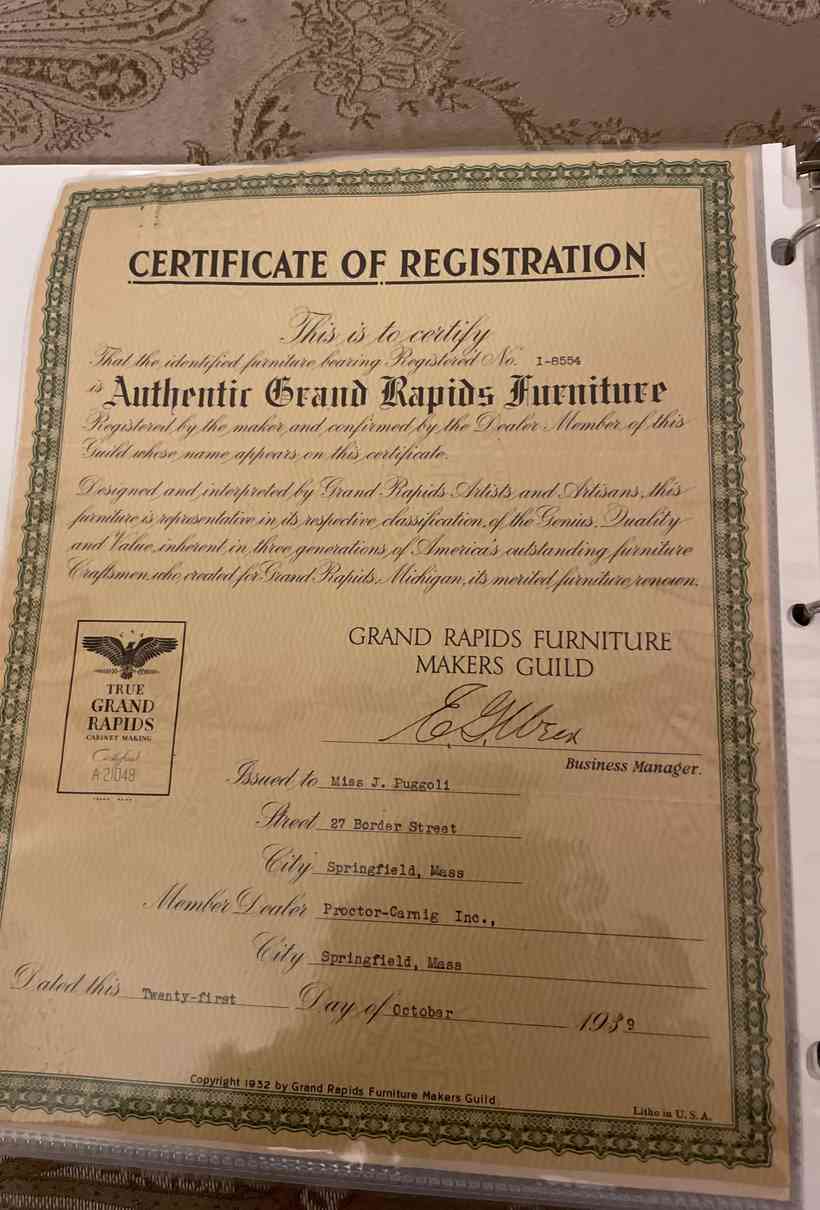 CERTIFICATE OF REGISTRATION
This is to certify
That the identified furniture bearing Registered No. I-8554
is Authentic Grand Rapids Furniture
Registered by the maker and confirmed by the Dealer Member of this
Guild whose name appears on this certificate.
Designed and interpreted by Grand Rapids Artists and Artisans, this
furniture is representative in its respective classification, of the Genius, Quality
and Value, inherent in three generations of America's outstanding furniture
Craftsmen, who created for Grand Rapids, Michigan, its merited furniture renown.
TRUE
GRAND
RAPIDS
CABINET MAKING
Certified
A-21048
GRAND RAPIDS FURNITURE
MAKERS GUILD
Business Manager.
Issued to Miss J. Puggoli
Street 27 Border Street
City Springfield, Mass
Member Dealer Proctor-Carnig Inc.,
City Springfield, Mass
Dated this Twenty-first Day of October 1939
Copyright 1932 by Grand Rapids Furniture Makers Guild
Litho in U. S. A.